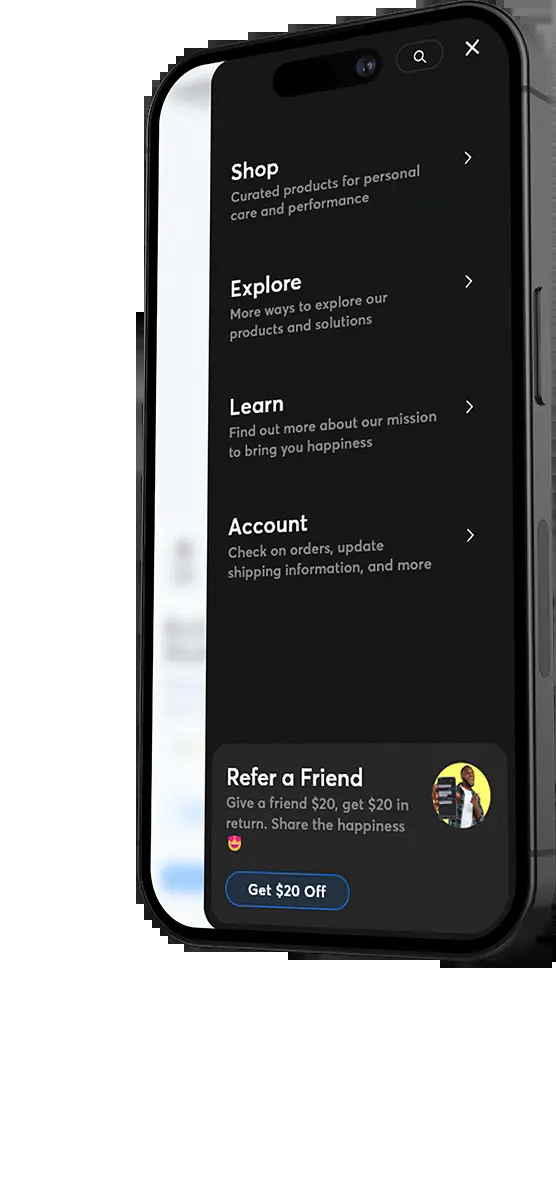 Shop
Curated products for personal
care and performance
Explore
More ways to explore our
products and solutions
Learn
Find out more about our mission
to bring you happiness
Account
Check on orders, update
shipping information, and more
Refer a Friend
Give a friend $20, get $20 in
return. Share the happiness
😍
Get $20 Off